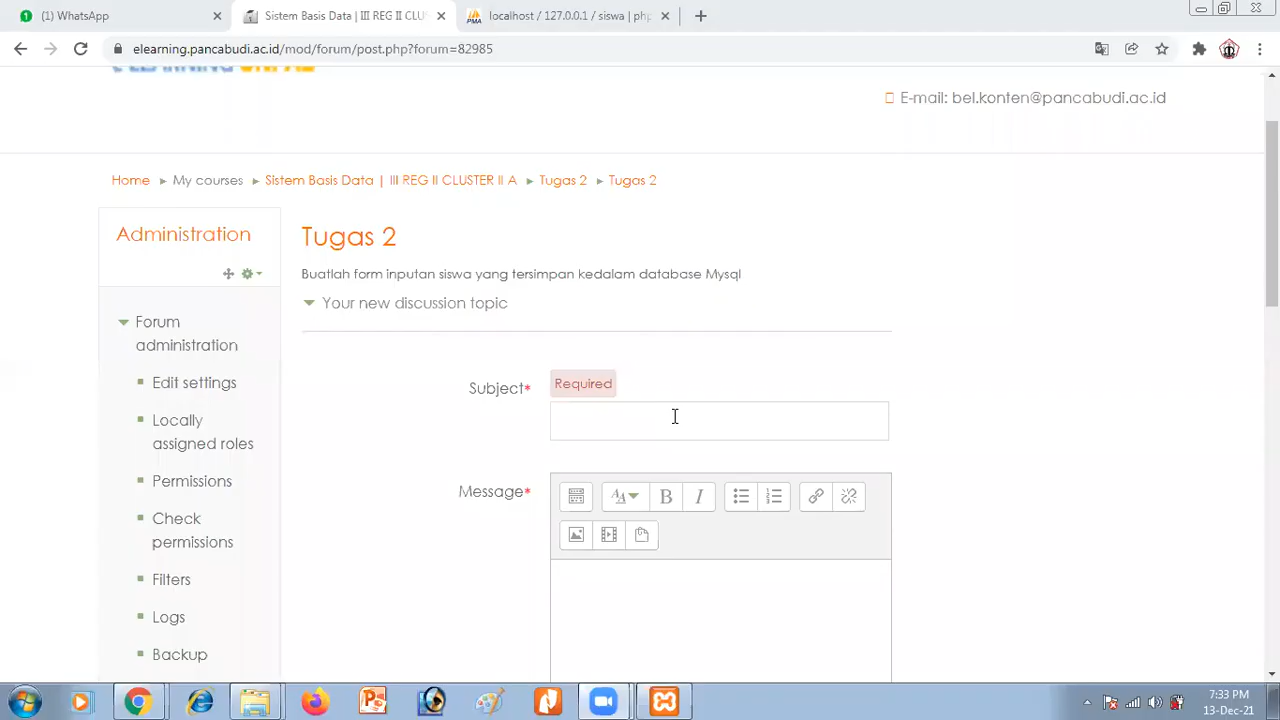 (1) WhatsApp
Sistem Basis Data | III REG II CLU
localhost / 127.0.0.1 / siswa | ph
elearning.pancabudi.ac.id/mod/forum/post.php?forum=82985
E-mail: bel.konten@pancabudi.ac.id
Home My courses Sistem Basis Data | III REG II CLUSTER II A Tugas 2 Tugas 2
Administration
Tugas 2
Buatlah form inputan siswa yang tersimpan kedalam database Mysql
Your new discussion topic
Forum
administration
Edit settings
Locally
assigned roles
Permissions
Check
permissions
Filters
Logs
Backup
Subject*
Required
Message*
7:33 PM
13-Dec-21